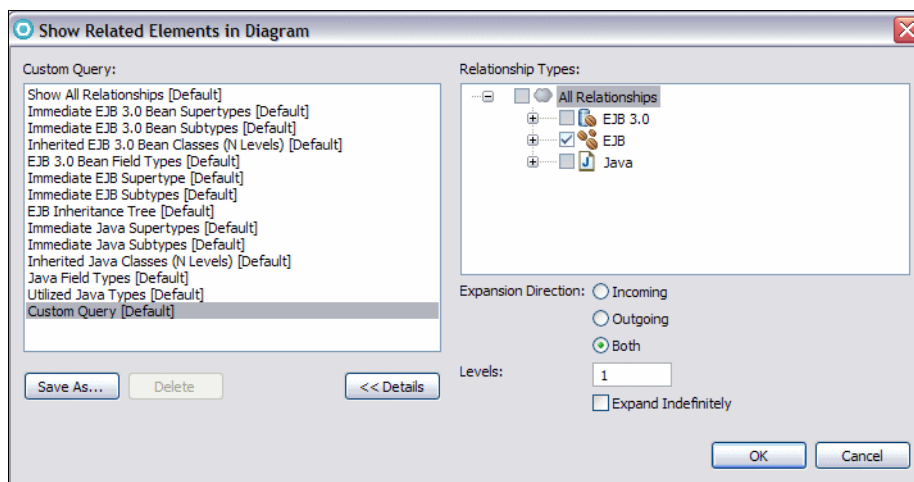 Show Related Elements in Diagram
Custom Query:
Show All Relationships [Default]
Immediate EJB 3.0 Bean Supertypes [Default]
Immediate EJB 3.0 Bean Subtypes [Default]
Inherited EJB 3.0 Bean Classes (N Levels) [Default]
EJB 3.0 Bean Field Types [Default]
Immediate EJB Supertype [Default]
Immediate EJB Subtypes [Default]
EJB Inheritance Tree [Default]
Immediate Java Supertypes [Default]
Immediate Java Subtypes [Default]
Inherited Java Classes (N Levels) [Default]
Java Field Types [Default]
Utilized Java Types [Default]
Custom Query [Default]
Save As...
Delete
<< Details
Relationship Types:
All Relationships
EJB 3.0
EJB
Java
Expansion Direction:
Incoming
Outgoing
Both
Levels:
1
Expand Indefinitely
OK
Cancel